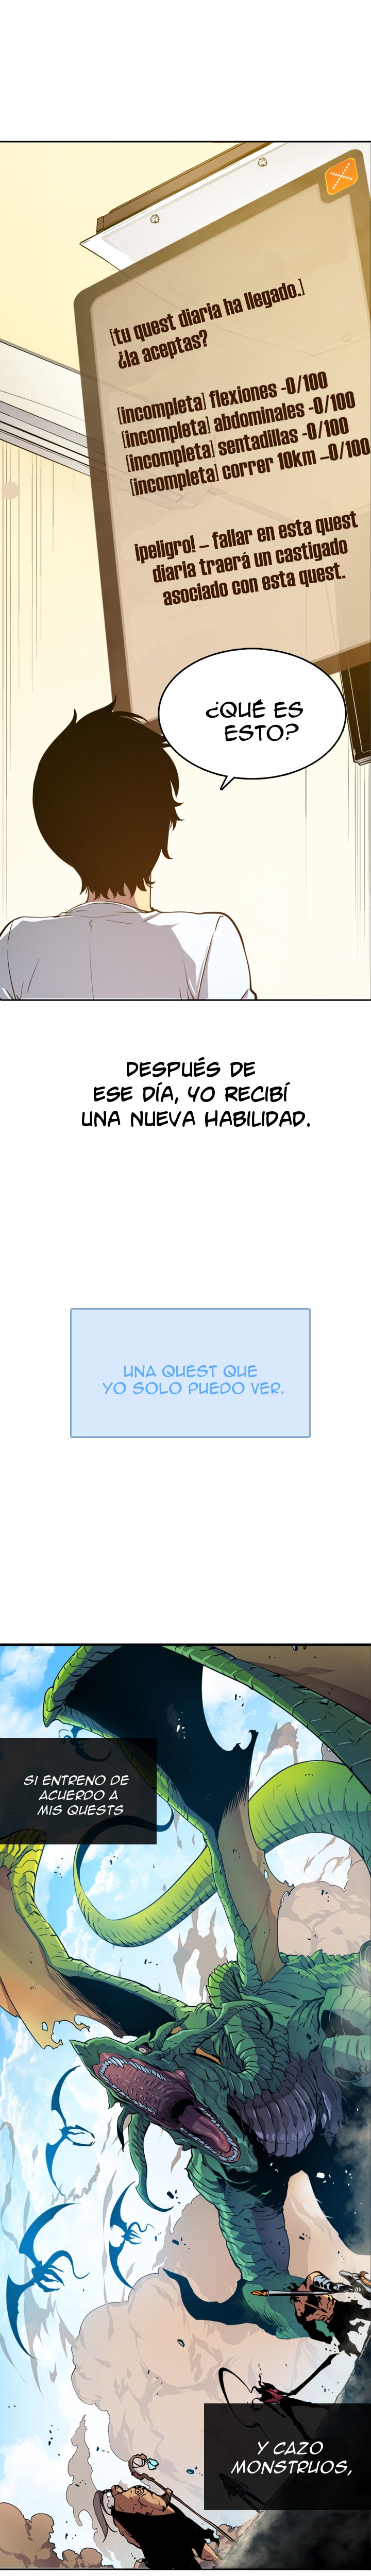 [tu quest diaria ha llegado.]
¿la aceptas?
[incompleta] flexiones -0/100
[incompleta] abdominales -0/100
[incompleta] sentadillas -0/100
[incompleta] correr 10km –0/100
¡peligro! – fallar en esta quest
diaria traerá un castigado
asociado con esta quest.
¿QUÉ ES
ESTO?
DESPUÉS DE
ESE DÍA, YO RECIBÍ
UNA NUEVA HABILIDAD.
UNA QUEST QUE
YO SOLO PUEDO VER.
SI ENTRENO DE
ACUERDO A
MIS QUESTS
Y CAZO
MONSTRUOS,